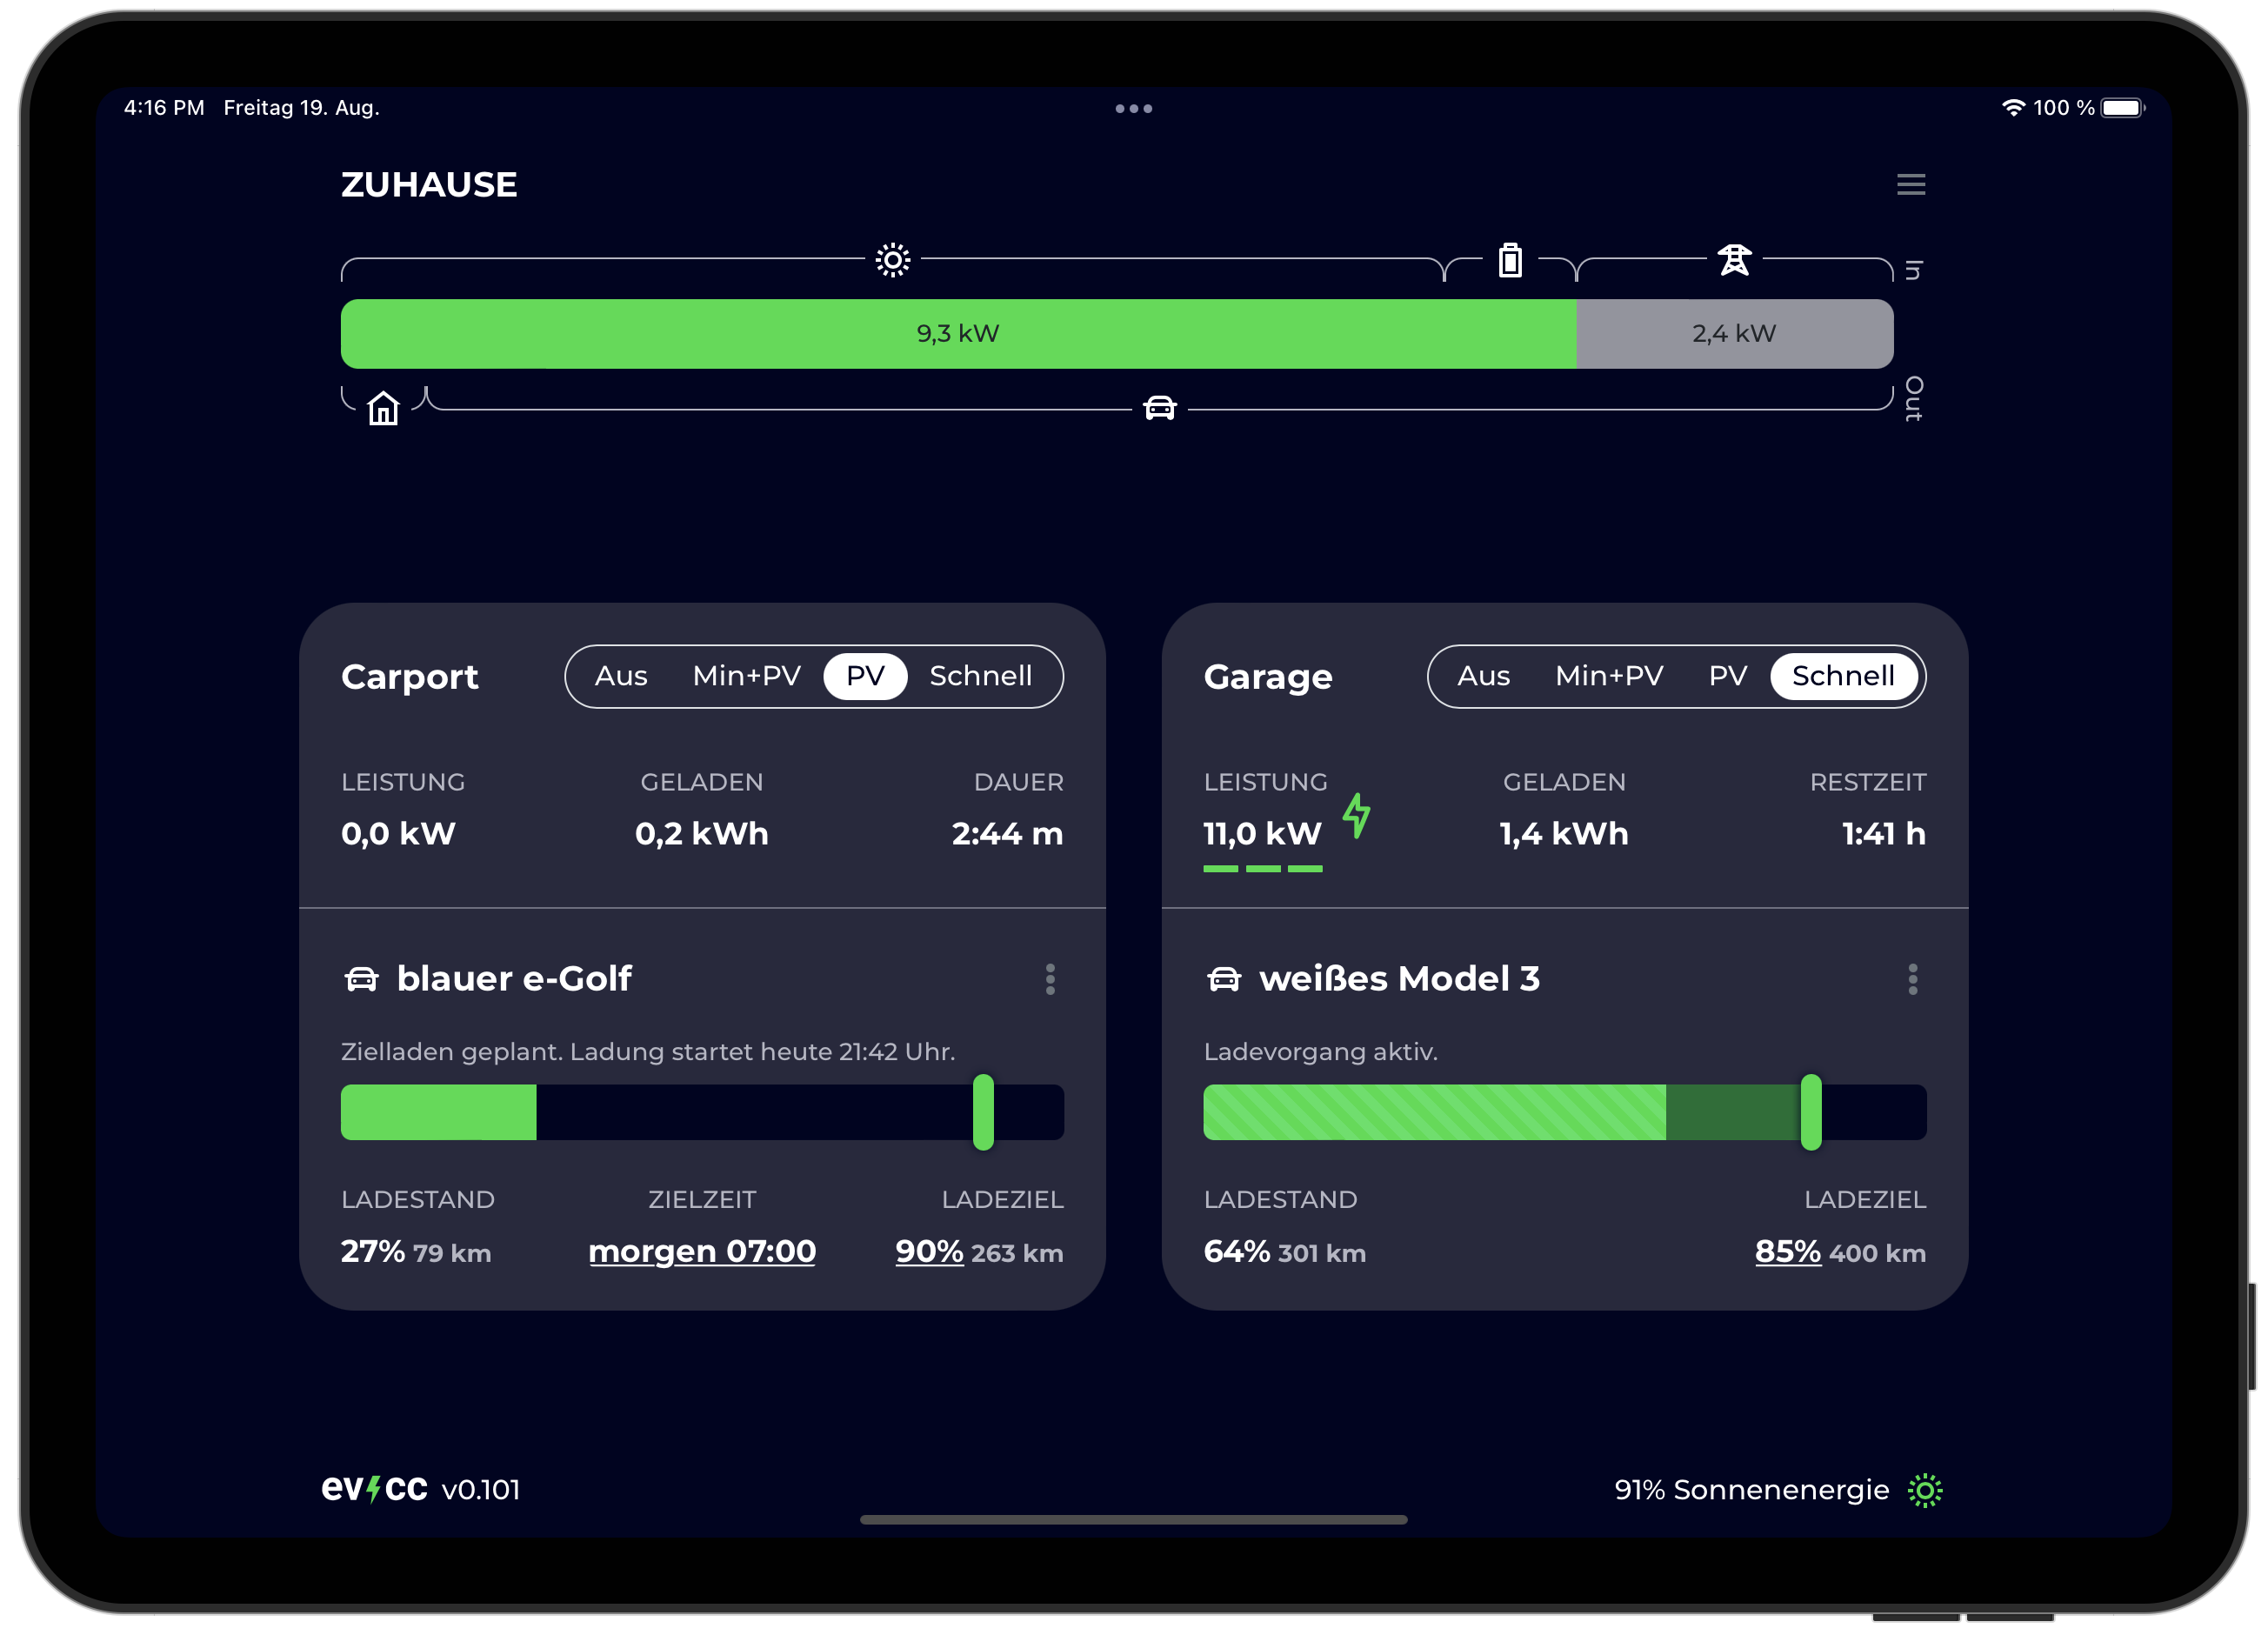 4:16 PM Freitag 19. Aug.
100 %
ZUHAUSE
In
9,3 kW 2,4 kW
Out
Carport Aus Min+PV PV Schnell
LEISTUNG GELADEN DAUER
0,0 kW 0,2 kWh 2:44 m
blauer e-Golf
Zielladen geplant. Ladung startet heute 21:42 Uhr.
LADESTAND ZIELZEIT LADEZIEL
27% 79 km morgen 07:00 90% 263 km
Garage Aus Min+PV PV Schnell
LEISTUNG GELADEN RESTZEIT
11,0 kW 1,4 kWh 1:41 h
weißes Model 3
Ladevorgang aktiv.
LADESTAND LADEZIEL
64% 301 km 85% 400 km
evcc v0.101
91% Sonnenenergie